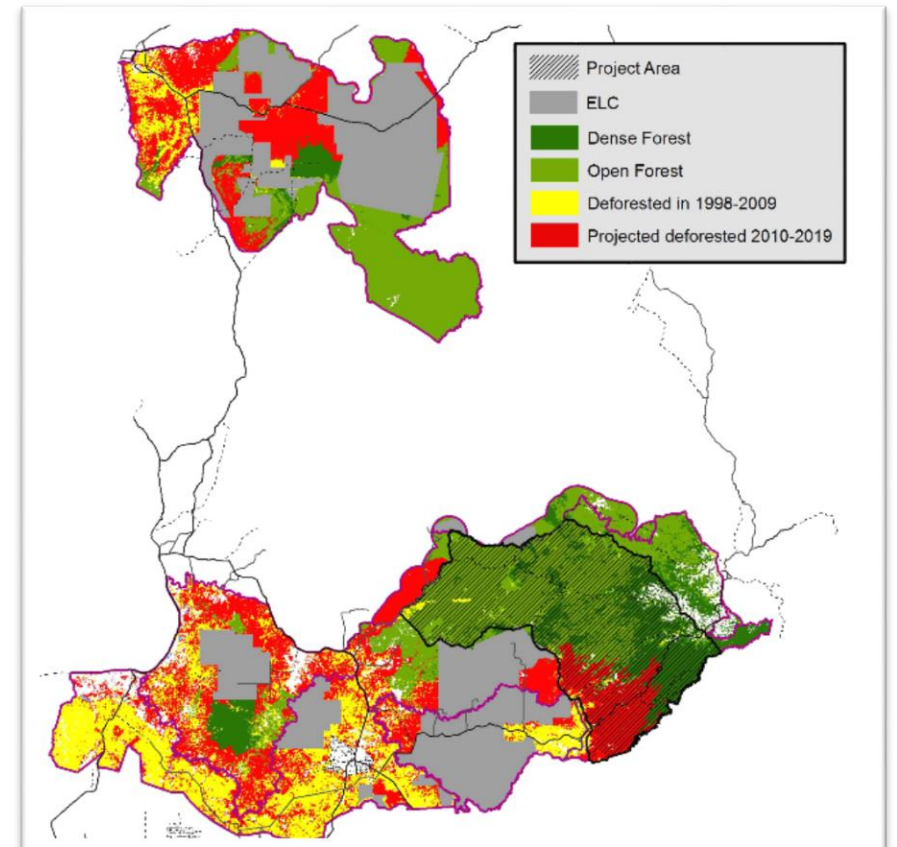 Project Area
ELC
Dense Forest
Open Forest
Deforested in 1998-2009
Projected deforested 2010-2019